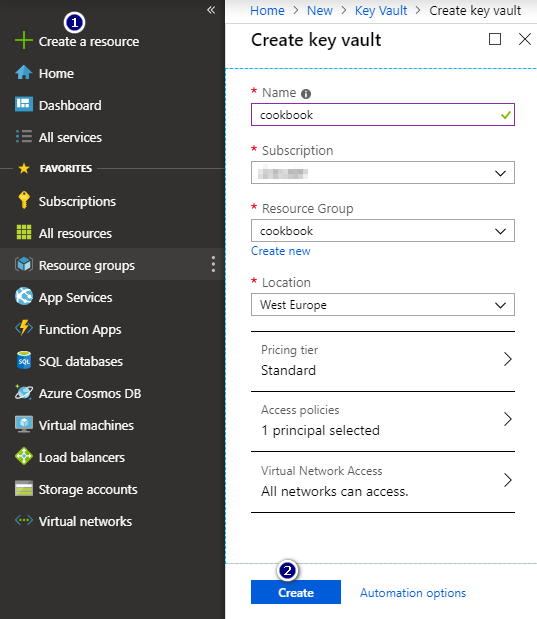 «
1
Create a resource
Home
Dashboard
All services
FAVORITES
Subscriptions
All resources
Resource groups
App Services
Function Apps
SQL databases
Azure Cosmos DB
Virtual machines
Load balancers
Storage accounts
Virtual networks
Home > New > Key Vault > Create key vault
Create key vault
* Name
cookbook
* Subscription
* Resource Group
cookbook
Create new
* Location
West Europe
Pricing tier
Standard
Access policies
1 principal selected
Virtual Network Access
All networks can access.
2
Create Automation options